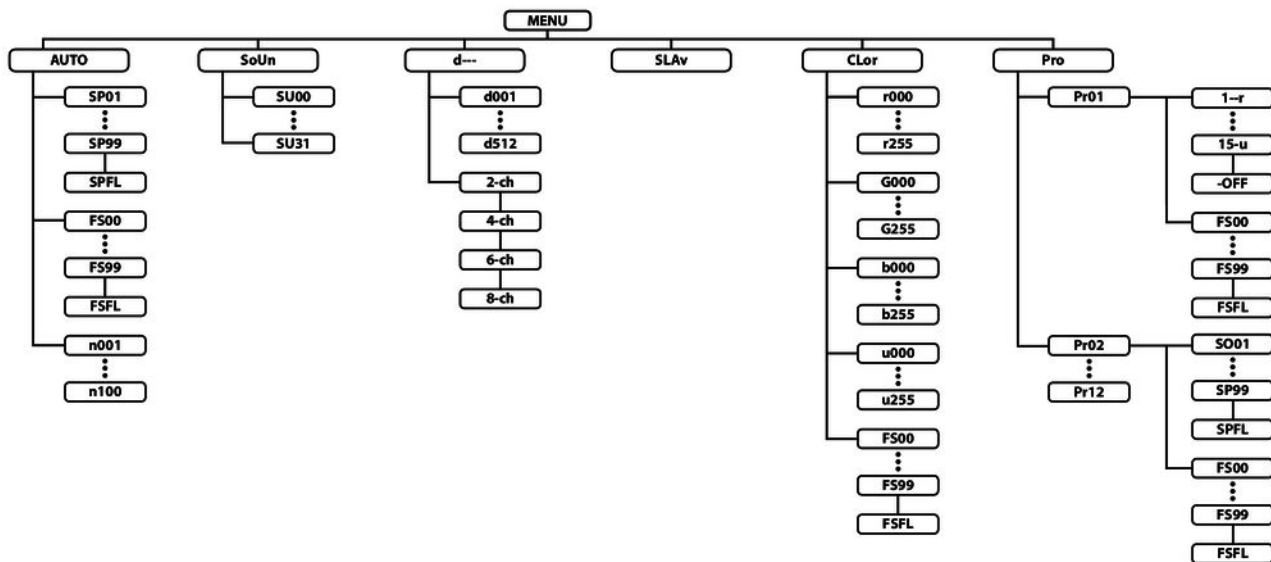 MENU
AUTO
SoUn
d---
SLAv
CLor
Pro
SP01
SP99
SPFL
FS00
FS99
FSFL
n001
n100
SU00
SU31
d001
d512
2-ch
4-ch
6-ch
8-ch
r000
r255
G000
G255
b000
b255
u000
u255
FS00
FS99
FSFL
Pr01
1--r
15-u
-OFF
FS00
FS99
FSFL
Pr02
Pr12
SO01
SP99
SPFL
FS00
FS99
FSFL